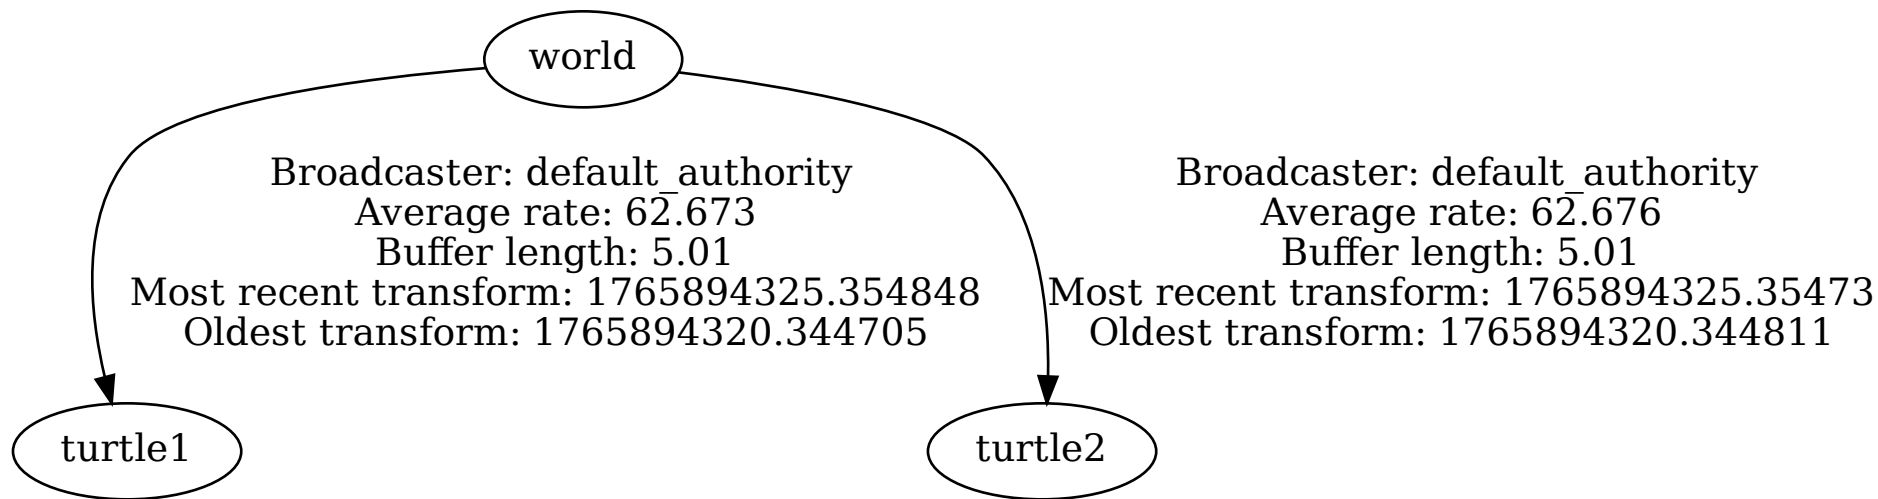 world
Broadcaster: default_authority
Average rate: 62.673
Buffer length: 5.01
Most recent transform: 1765894325.354848
Oldest transform: 1765894320.344705
Broadcaster: default_authority
Average rate: 62.676
Buffer length: 5.01
Most recent transform: 1765894325.35473
Oldest transform: 1765894320.344811
turtle1
turtle2